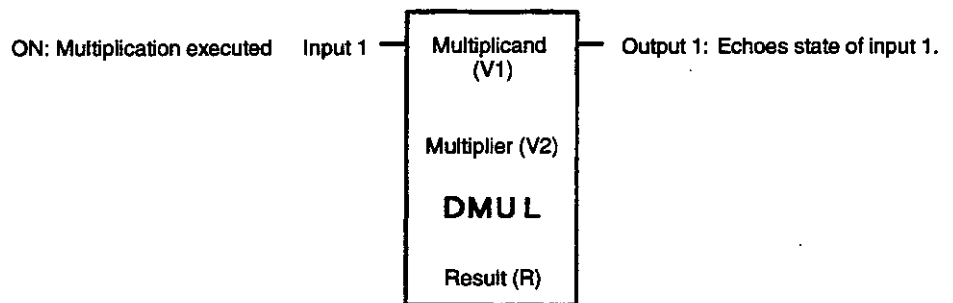 ON: Multiplication executed Input 1 Multiplicand Output 1: Echoes state of input 1.
(V1)
Multiplier (V2)
DMUL
Result (R)